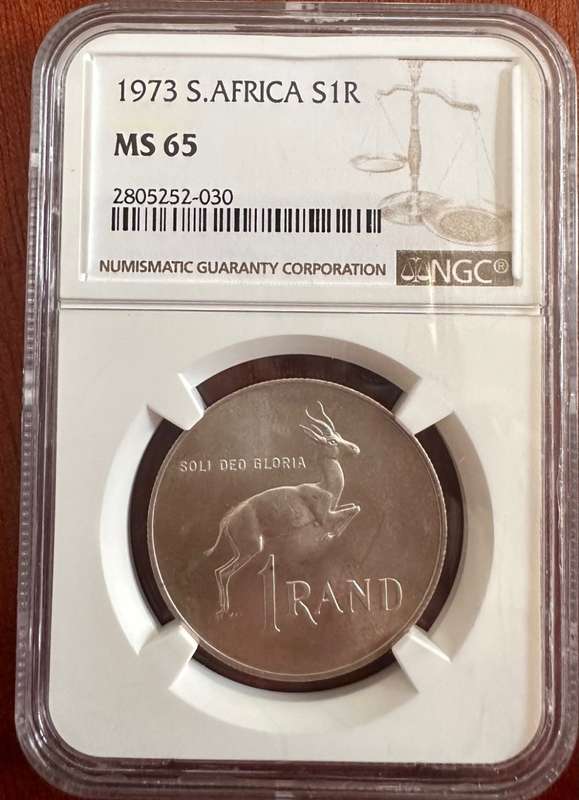 1973 S.AFRICA S1R
MS 65
2805252-030
NUMISMATIC GUARANTY CORPORATION NGC®
SOLI DEO GLORIA
1 RAND